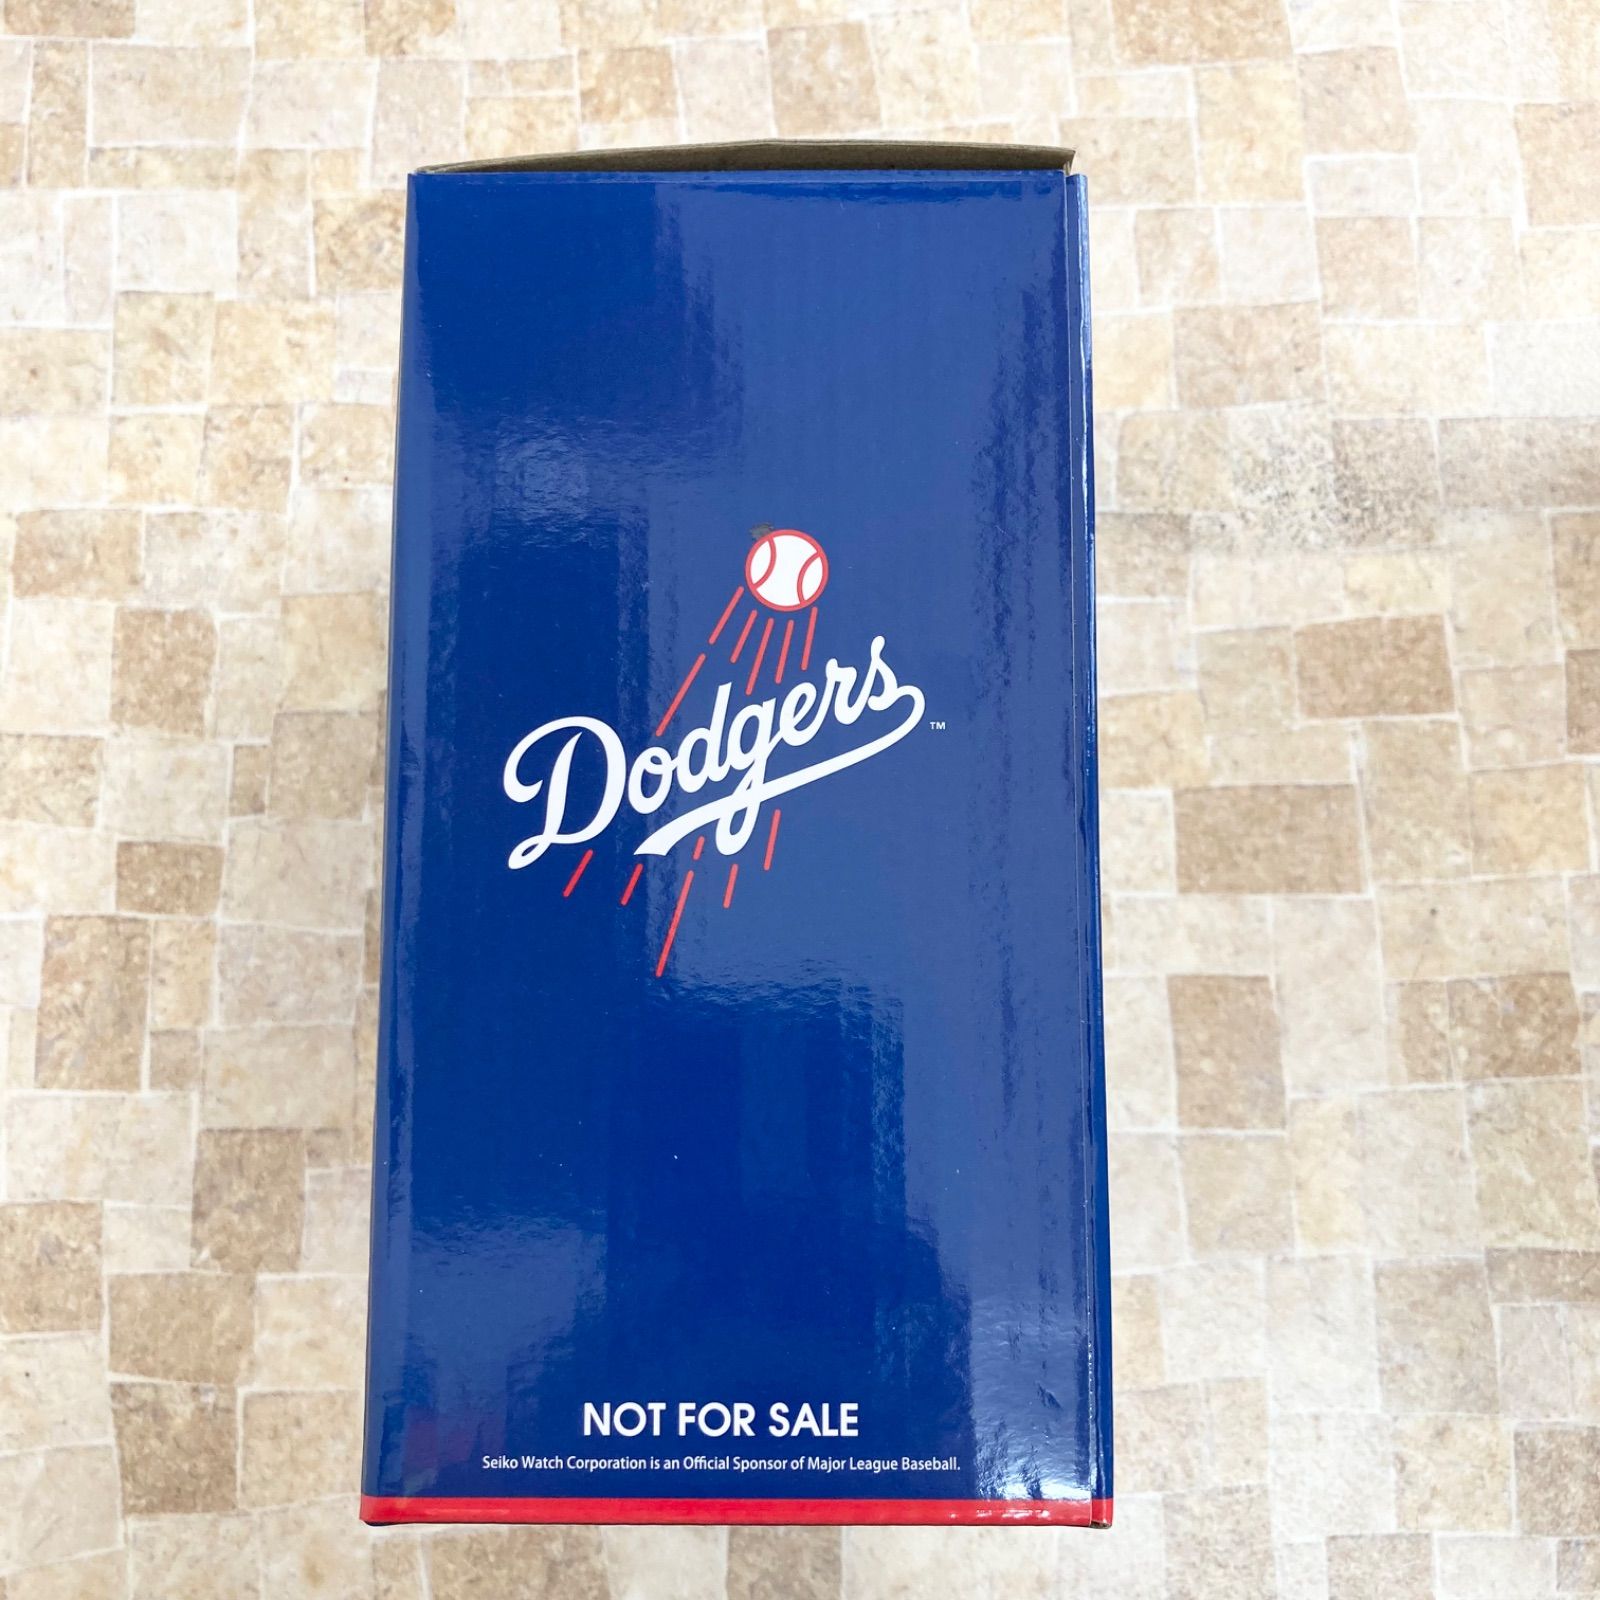 Dodgers™
NOT FOR SALE
Seiko Watch Corporation is an Official Sponsor of Major League Baseball.